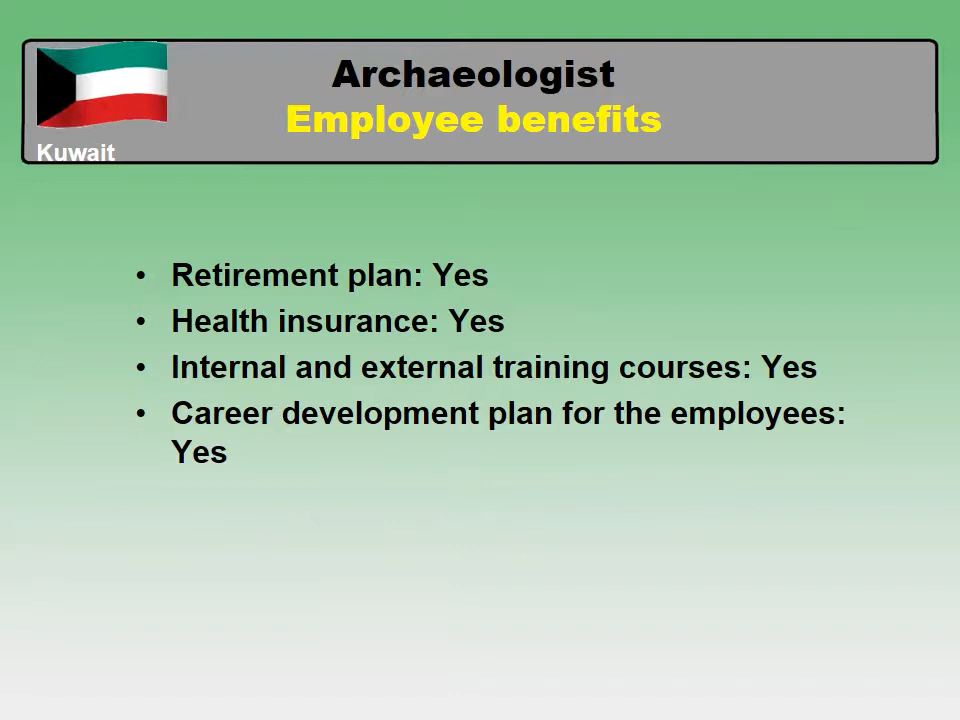 Archaeologist
Employee benefits
Kuwait
• Retirement plan: Yes
• Health insurance: Yes
• Internal and external training courses: Yes
• Career development plan for the employees:
Yes